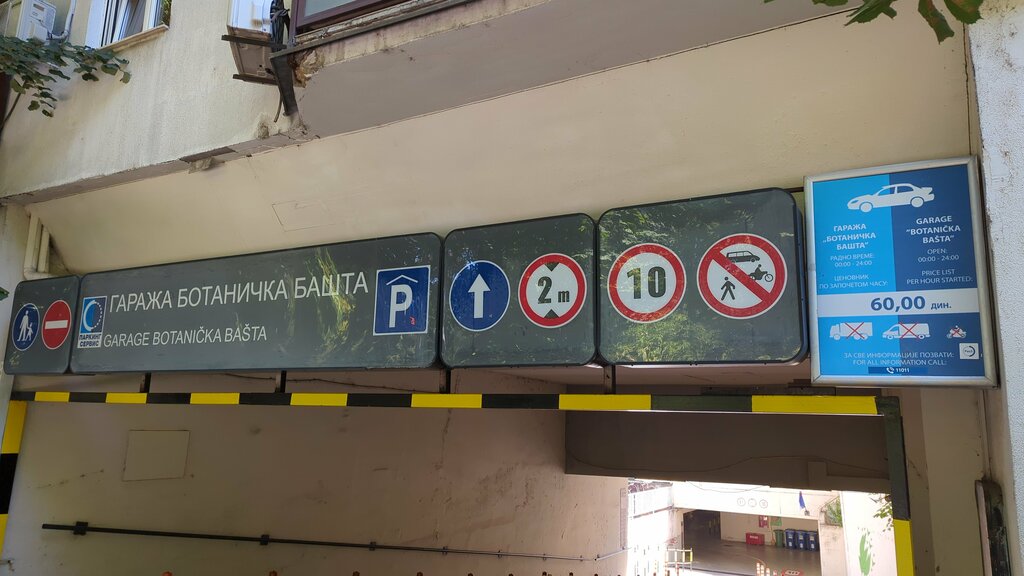 ПАРКИНГ
СЕРВИС
ГАРАЖА БОТАНИЧКА БАШТА
GARAGE BOTANIČKA BAŠTA
P
2m
10
ГАРАЖА
„БОТАНИЧКА
БАШТА“
РАДНО ВРЕМЕ:
00:00 - 24:00
ЦЕНОВНИК
ПО ЗАПОЧЕТОМ ЧАСУ:
GARAGE
"BOTANIČKA
BAŠTA"
OPEN:
00:00 - 24:00
PRICE LIST
PER HOUR STARTED:
60,00 дин.
ЗА СВЕ ИНФОРМАЦИЈЕ ПОЗВАТИ:
FOR ALL INFORMATION CALL:
11011